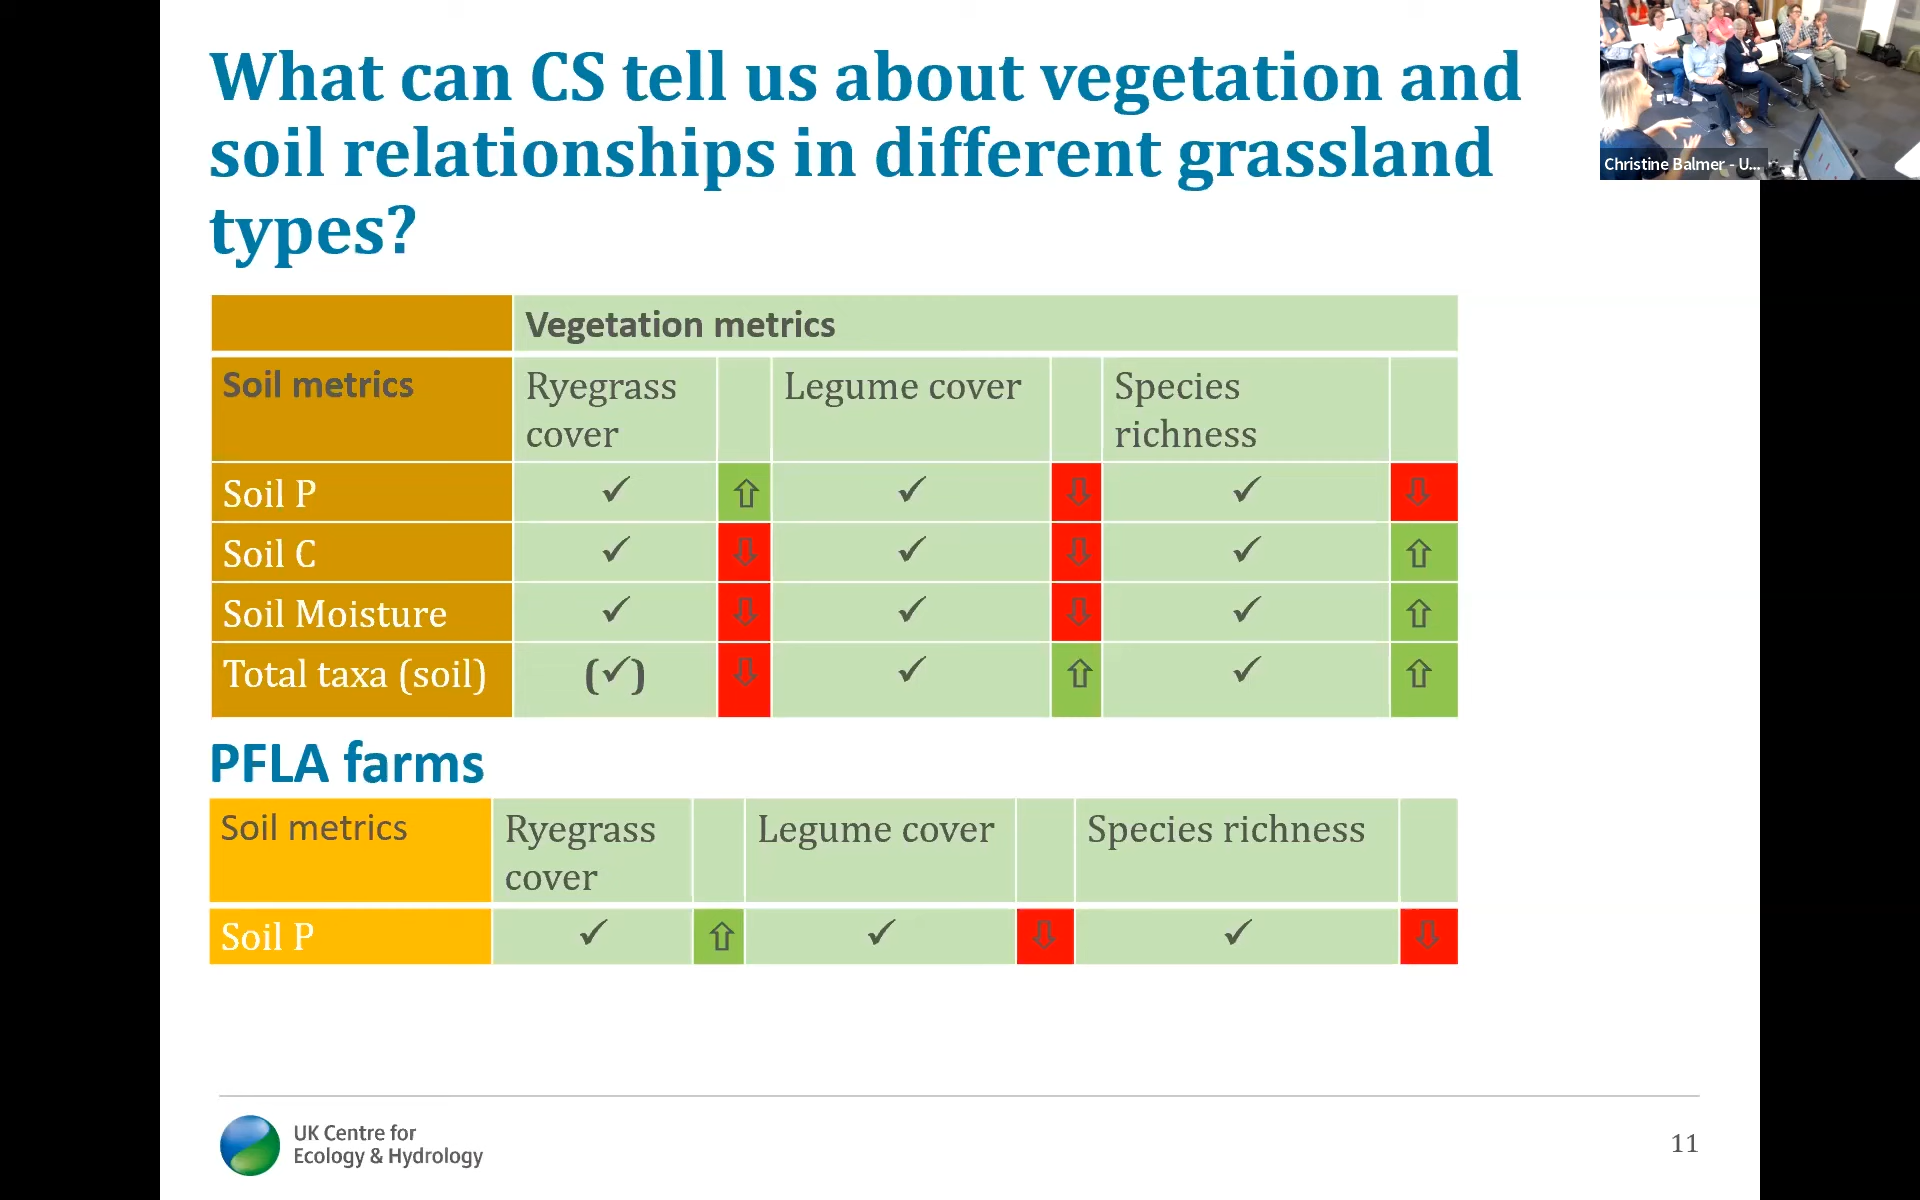 What can CS tell us about vegetation and
soil relationships in different grassland
types?
Christine Balmer - U...
Vegetation metrics
Soil metrics Ryegrass cover Legume cover Species richness
Soil P ✓ ⇧ ✓ ⇩ ✓ ⇩
Soil C ✓ ⇩ ✓ ⇩ ✓ ⇧
Soil Moisture ✓ ⇩ ✓ ⇩ ✓ ⇧
Total taxa (soil) (✓) ⇩ ✓ ⇧ ✓ ⇧
PFLA farms
Soil metrics Ryegrass cover Legume cover Species richness
Soil P ✓ ⇧ ✓ ⇩ ✓ ⇩
UK Centre for
Ecology & Hydrology
11